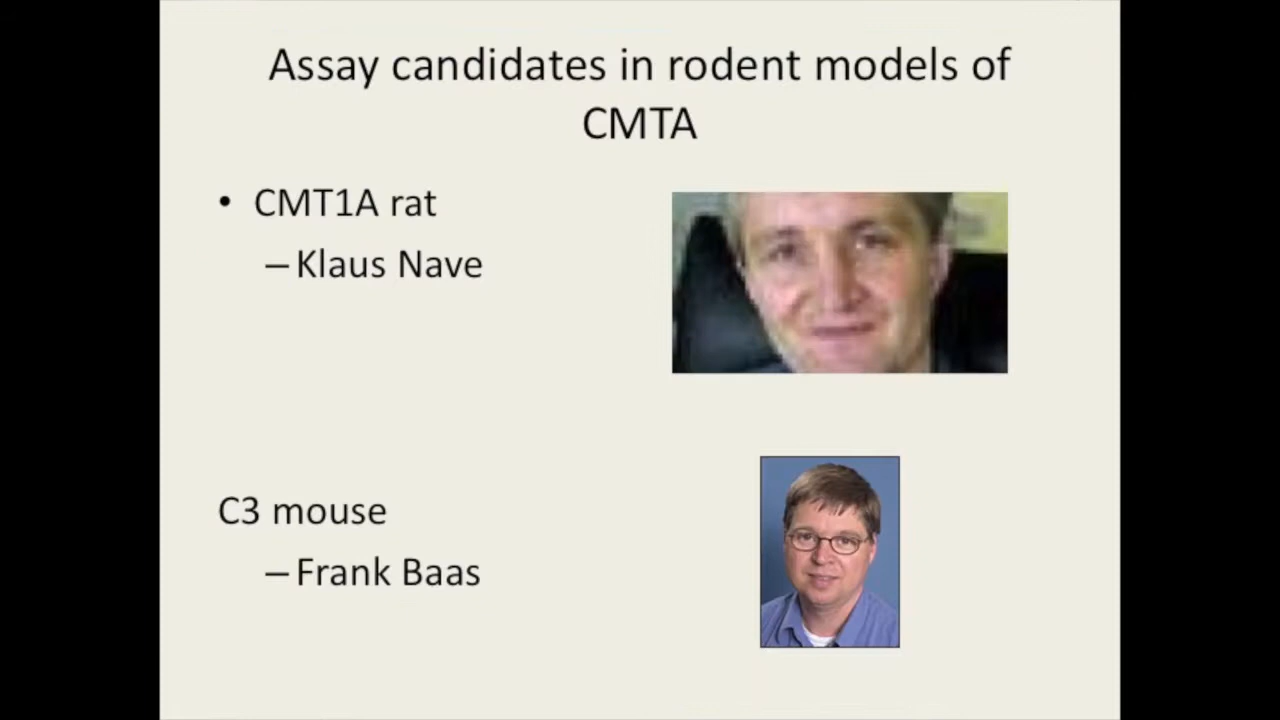 Assay candidates in rodent models of
CMTA
• CMT1A rat
– Klaus Nave
C3 mouse
– Frank Baas